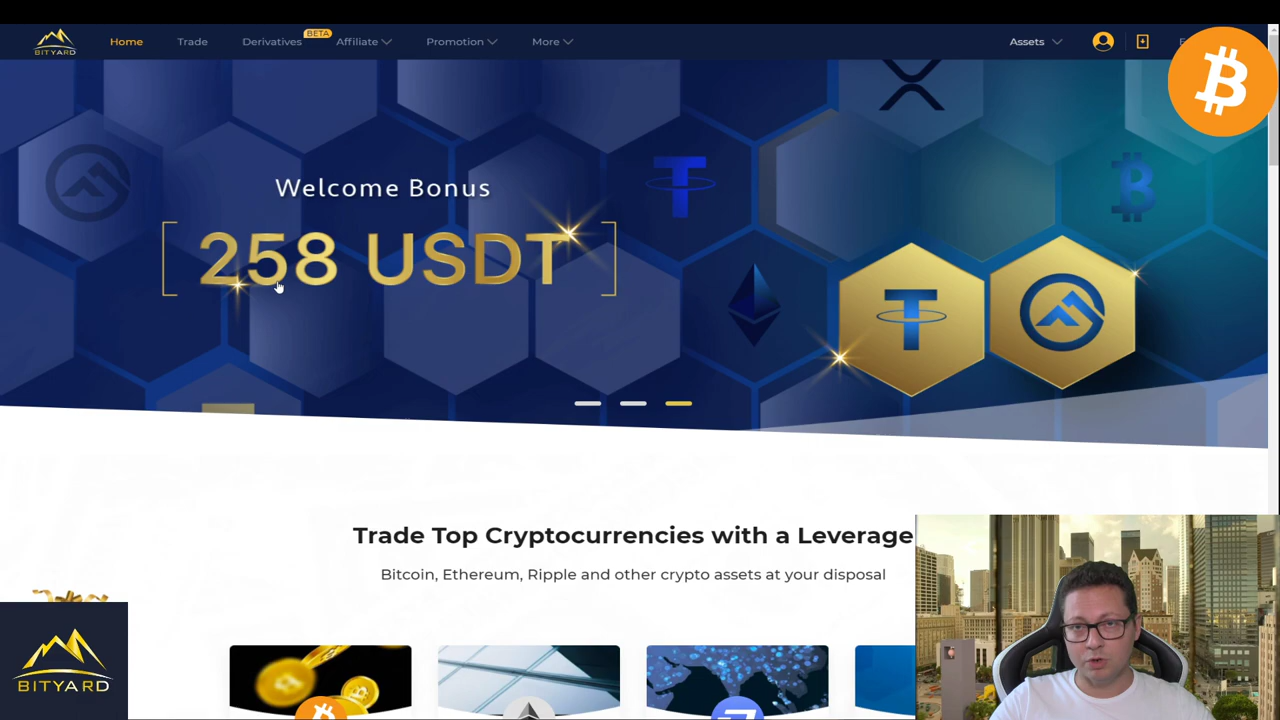 BITYARD
Home
Trade
Derivatives
BETA
Affiliate
Promotion
More
Assets
Welcome Bonus
258 USDT
Trade Top Cryptocurrencies with a Leverage
Bitcoin, Ethereum, Ripple and other crypto assets at your disposal
BITYARD